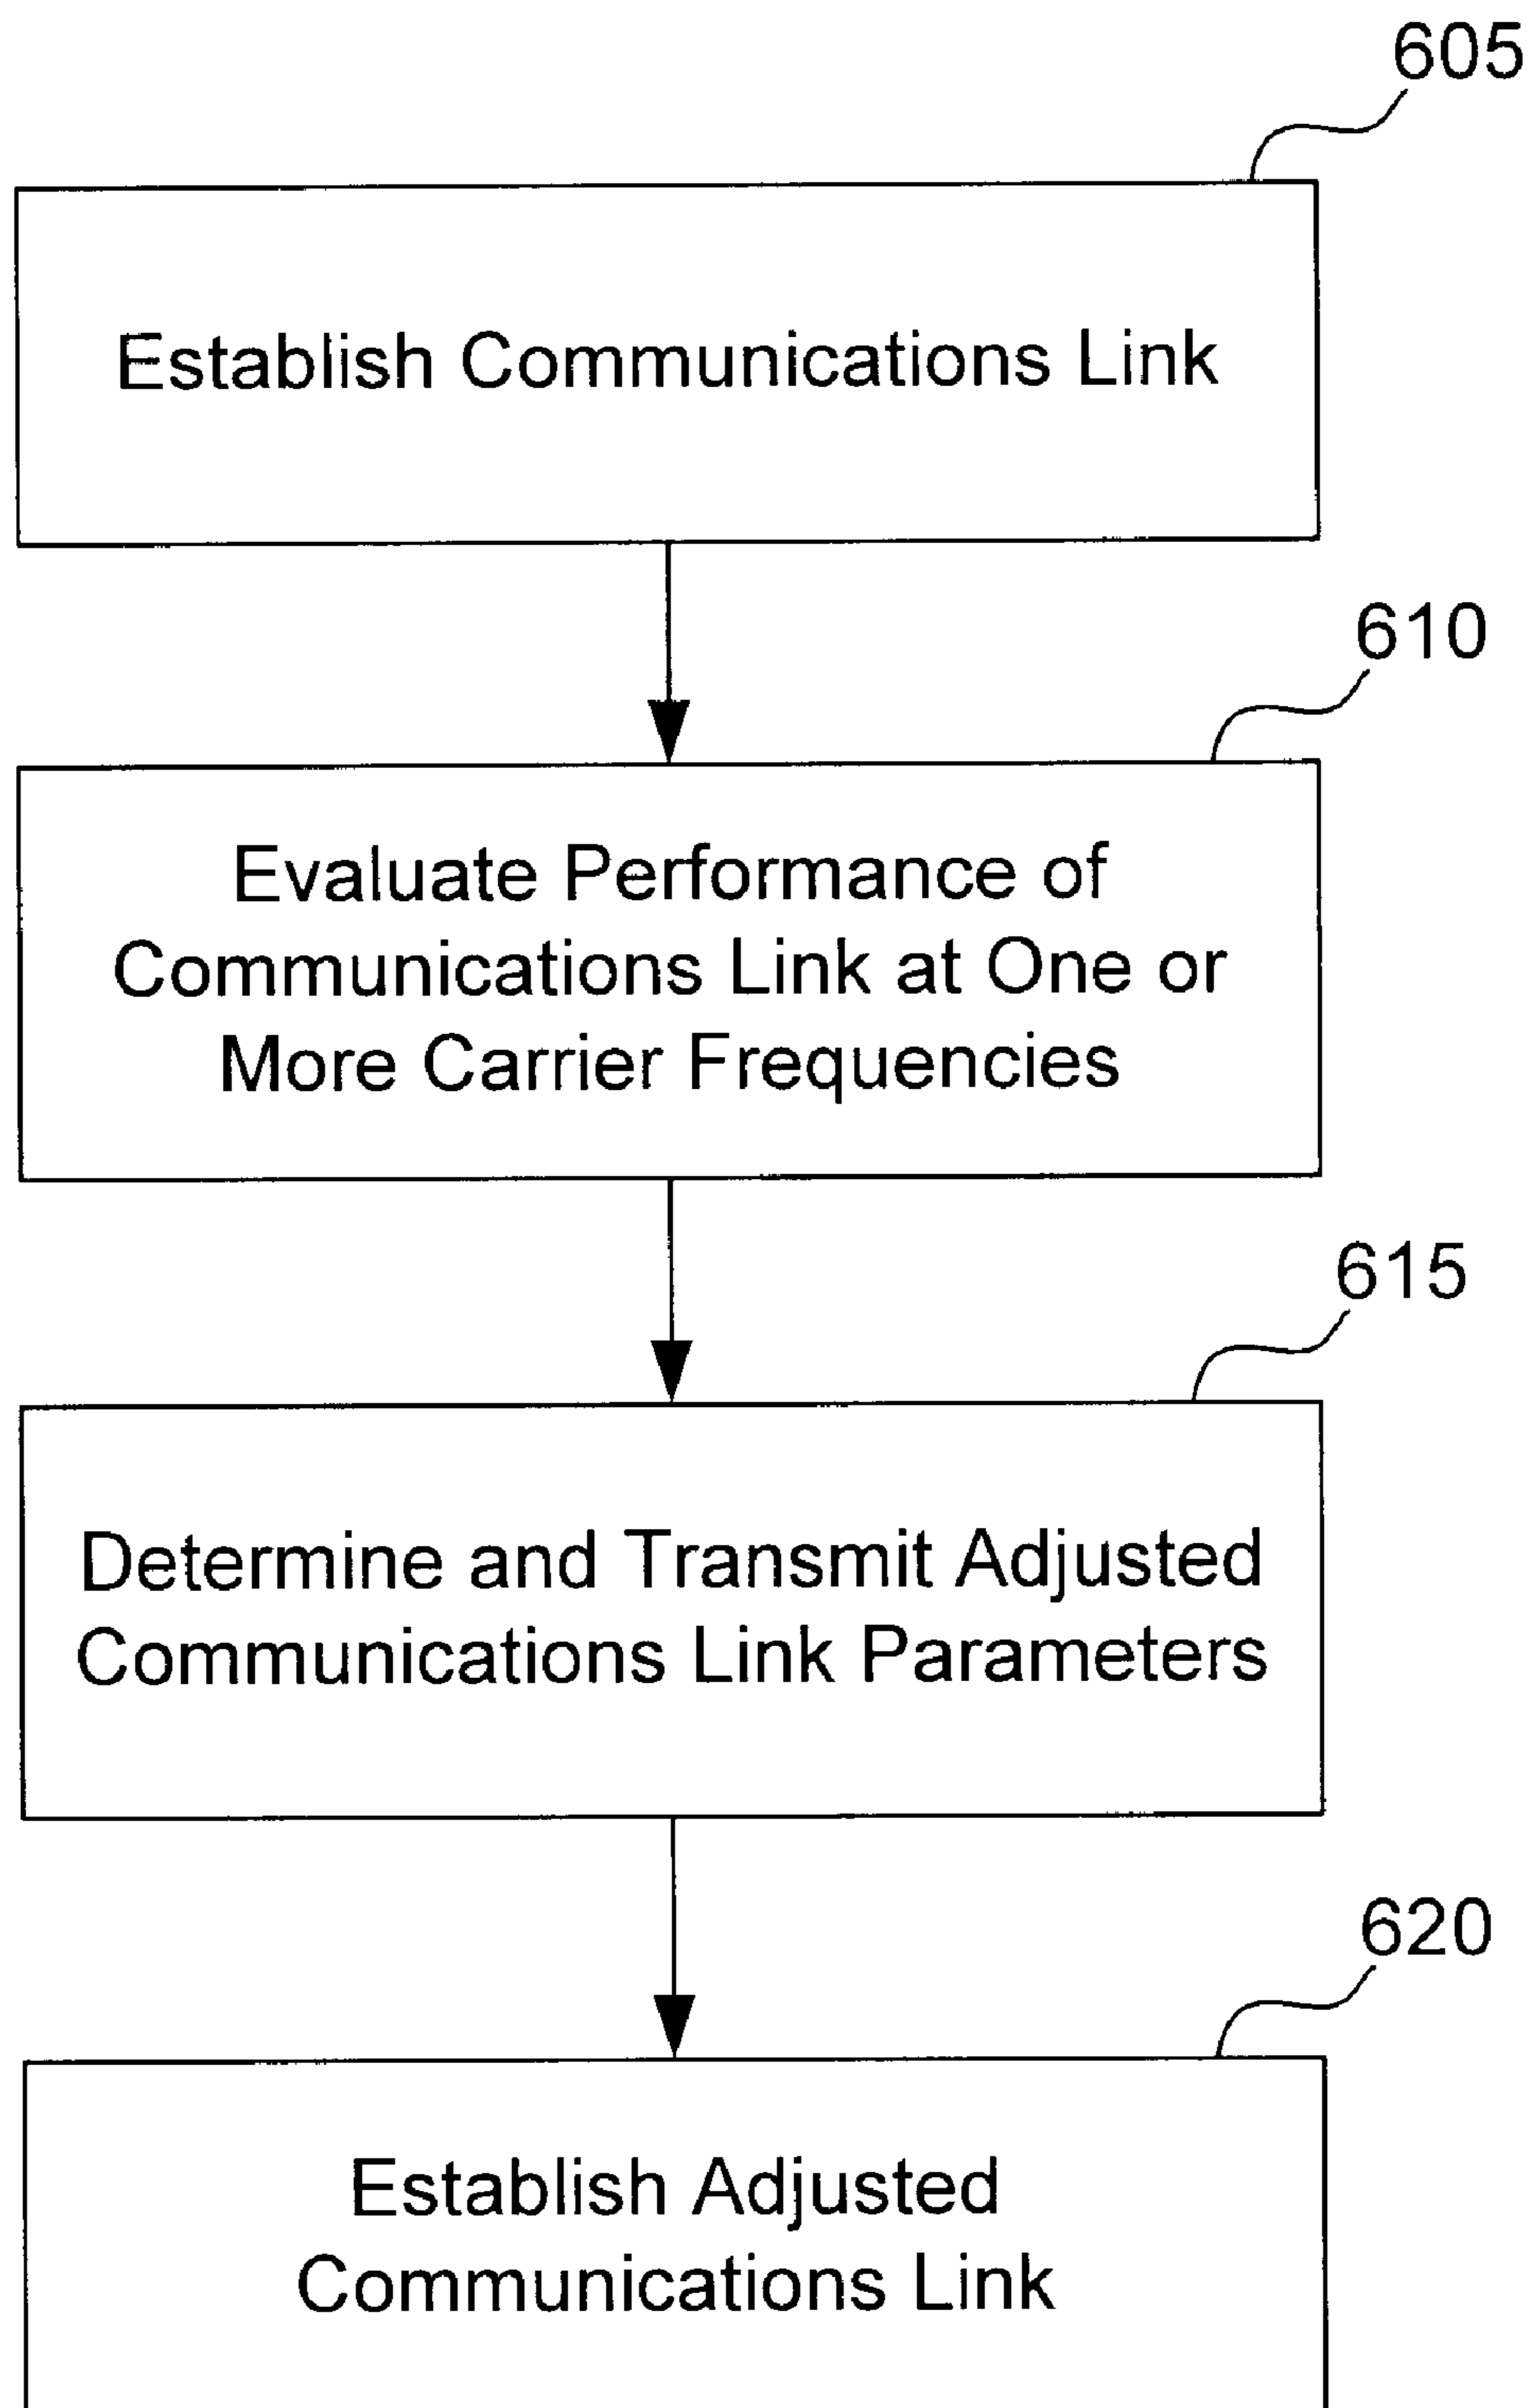 605
Establish Communications Link
610
Evaluate Performance of
Communications Link at One or
More Carrier Frequencies
615
Determine and Transmit Adjusted
Communications Link Parameters
620
Establish Adjusted
Communications Link